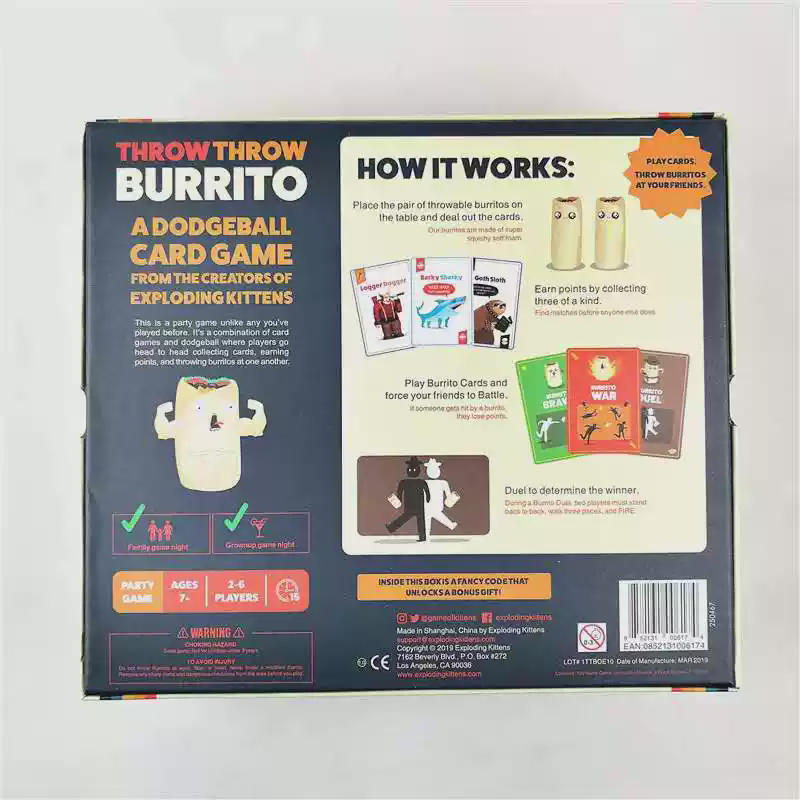 THROW THROW
BURRITO
A DODGEBALL
CARD GAME
FROM THE CREATORS OF
EXPLODING KITTENS
This is a party game unlike any you've
played before. It's a combination of card
games and dodgeball where players go
head to head collecting cards, earning
points, and throwing burritos at one another.
Family game night
Grownup game night
PARTY
GAME
AGES
7+
2-6
PLAYERS
15
WARNING
CHOKING HAZARD
TO AVOID INJURY
HOW IT WORKS:
PLAY CARDS.
THROW BURRITOS
AT YOUR FRIENDS.
Place the pair of throwable burritos on
the table and deal out the cards.
Our burritos are made of super
squishy soft foam.
Logger Dogger
Barky Sharky
Goth Sloth
Earn points by collecting
three of a kind.
Find matches before anyone else does.
Play Burrito Cards and
force your friends to Battle.
If someone gets hit by a burrito,
they lose points.
BURRITO
WAR
DUEL
Duel to determine the winner.
During a Burrito Duel, two players must stand
back to back, walk three paces, and FIRE.
INSIDE THIS BOX IS A FANCY CODE THAT
UNLOCKS A BONUS GIFT!
@gameofkittens explodingkittens
Made in Shanghai, China by Exploding Kittens
support@explodingkittens.com
Copyright © 2019 Exploding Kittens
7162 Beverly Blvd., P.O. Box #272
Los Angeles, CA 90036
www.explodingkittens.com
CE
0-3
EAN:0852131006174
250467
LOT# 1TTBOE10 Date of Manufacture: MAR 2019